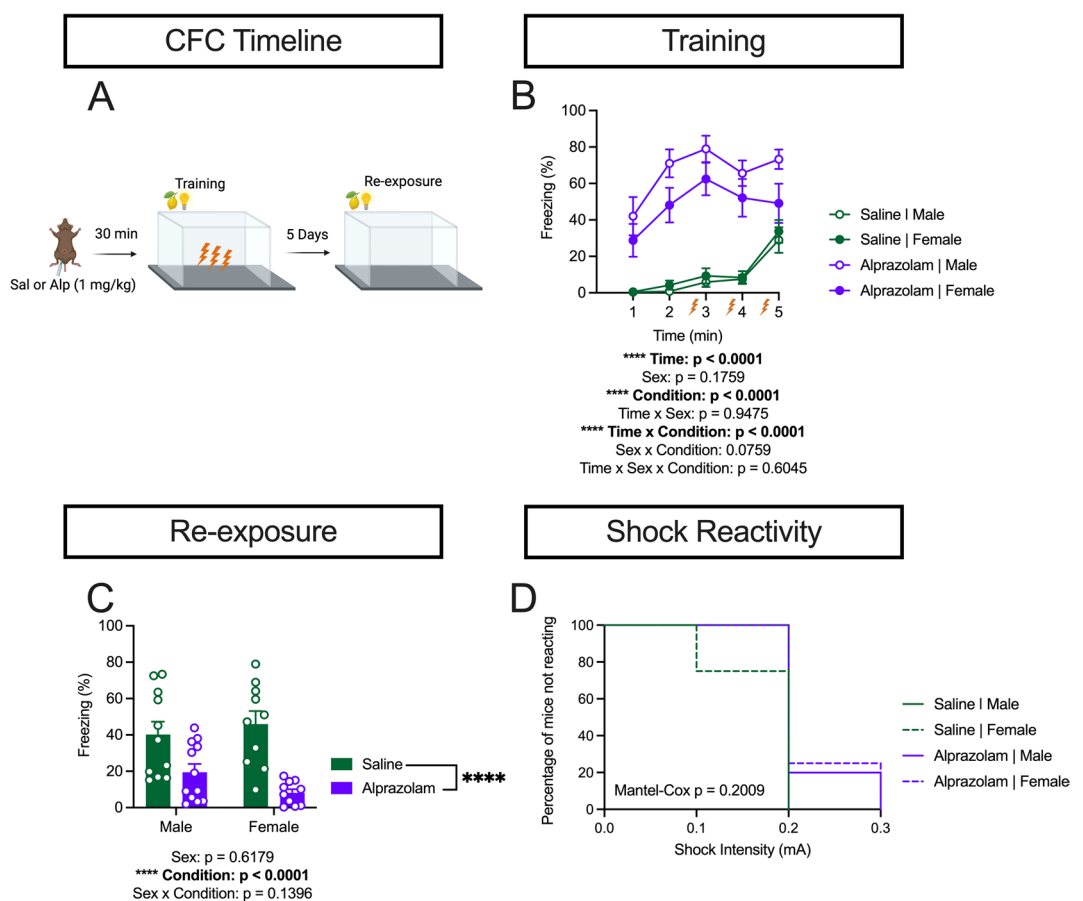 CFC Timeline
A
Training
Re-exposure
30 min
5 Days
Sal or Alp (1 mg/kg)
Training
B
Freezing (%)
100
80
60
40
20
0
1 2 3 4 5
Time (min)
Saline | Male
Saline | Female
Alprazolam | Male
Alprazolam | Female
**** Time: p < 0.0001
Sex: p = 0.1759
**** Condition: p < 0.0001
Time x Sex: p = 0.9475
**** Time x Condition: p < 0.0001
Sex x Condition: 0.0759
Time x Sex x Condition: p = 0.6045
Re-exposure
C
Freezing (%)
100
80
60
40
20
0
Male Female
Saline
Alprazolam
****
Sex: p = 0.6179
**** Condition: p < 0.0001
Sex x Condition: p = 0.1396
Shock Reactivity
D
Percentage of mice not reacting
100
80
60
40
20
0
Mantel-Cox p = 0.2009
0.0 0.1 0.2 0.3
Shock Intensity (mA)
Saline | Male
Saline | Female
Alprazolam | Male
Alprazolam | Female